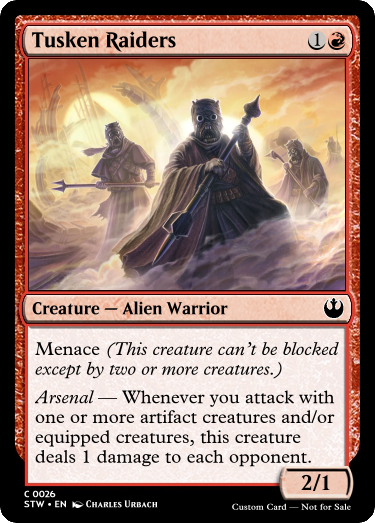 Tusken Raiders 1
Creature — Alien Warrior
Menace (This creature can't be blocked
except by two or more creatures.)
Arsenal — Whenever you attack with
one or more artifact creatures and/or
equipped creatures, this creature
deals 1 damage to each opponent.
2/1
C 0026
STW • EN Charles Urbach
Custom Card — Not for Sale